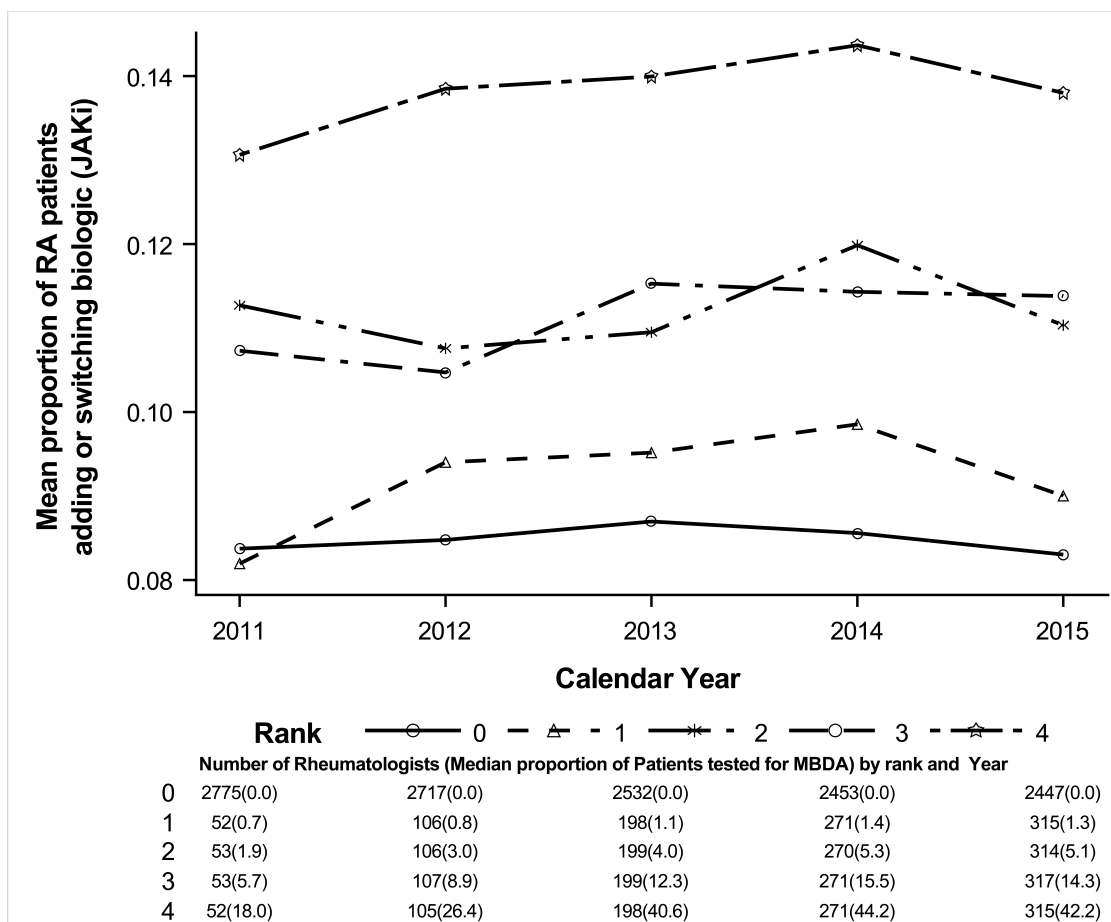 Mean proportion of RA patients
adding or switching biologic (JAKi)
0.14
0.12
0.10
0.08
2011 2012 2013 2014 2015
Calendar Year
Rank 0 1 2 3 4
Number of Rheumatologists (Median proportion of Patients tested for MBDA) by rank and Year
0 2775(0.0) 2717(0.0) 2532(0.0) 2453(0.0) 2447(0.0)
1 52(0.7) 106(0.8) 198(1.1) 271(1.4) 315(1.3)
2 53(1.9) 106(3.0) 199(4.0) 270(5.3) 314(5.1)
3 53(5.7) 107(8.9) 199(12.3) 271(15.5) 317(14.3)
4 52(18.0) 105(26.4) 198(40.6) 271(44.2) 315(42.2)